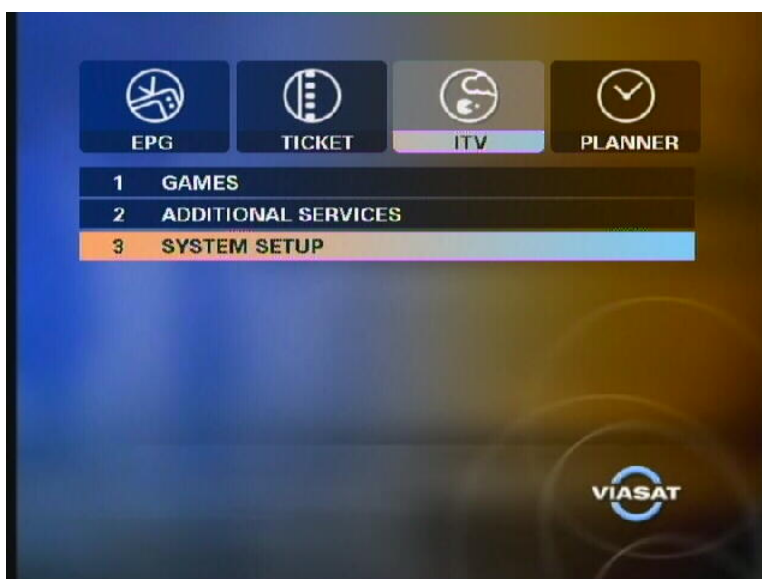 EPG TICKET ITV PLANNER
1 GAMES
2 ADDITIONAL SERVICES
3 SYSTEM SETUP
VIASAT